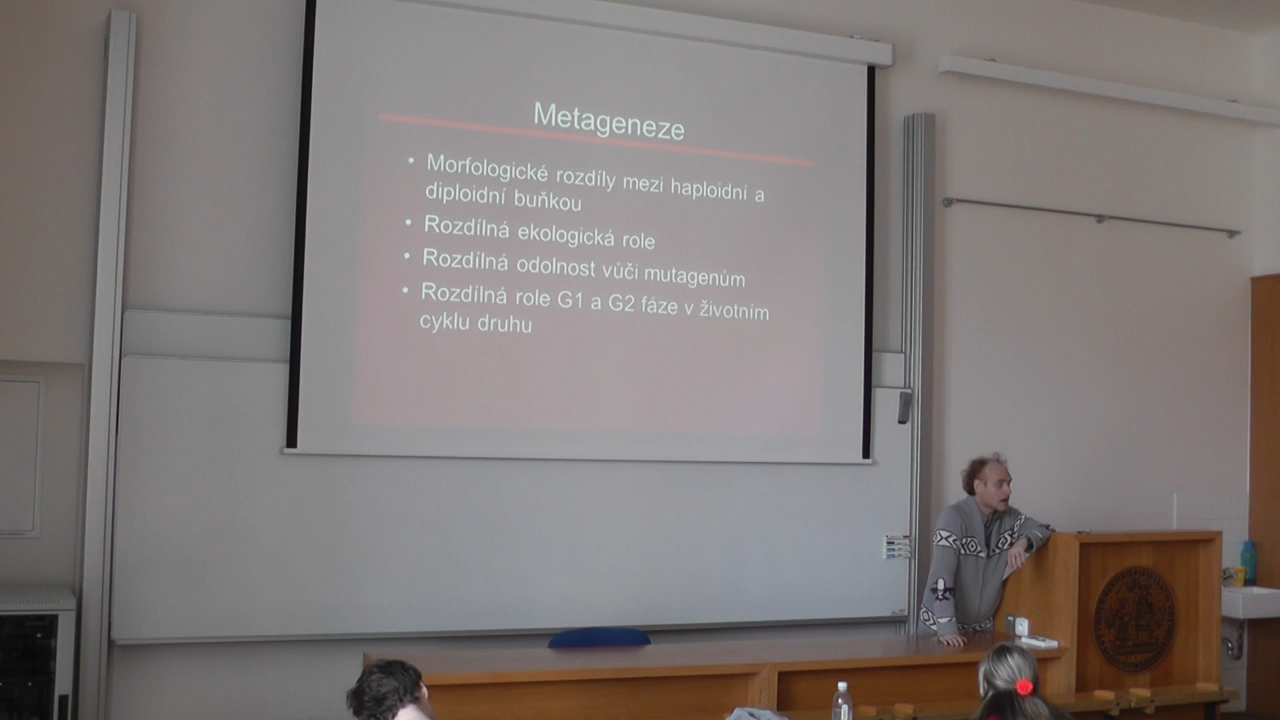 Metageneze
• Morfologické rozdíly mezi haploidní a
diploidní buňkou
• Rozdílná ekologická role
• Rozdílná odolnost vůči mutagenům
• Rozdílná role G1 a G2 fáze v životním
cyklu druhu